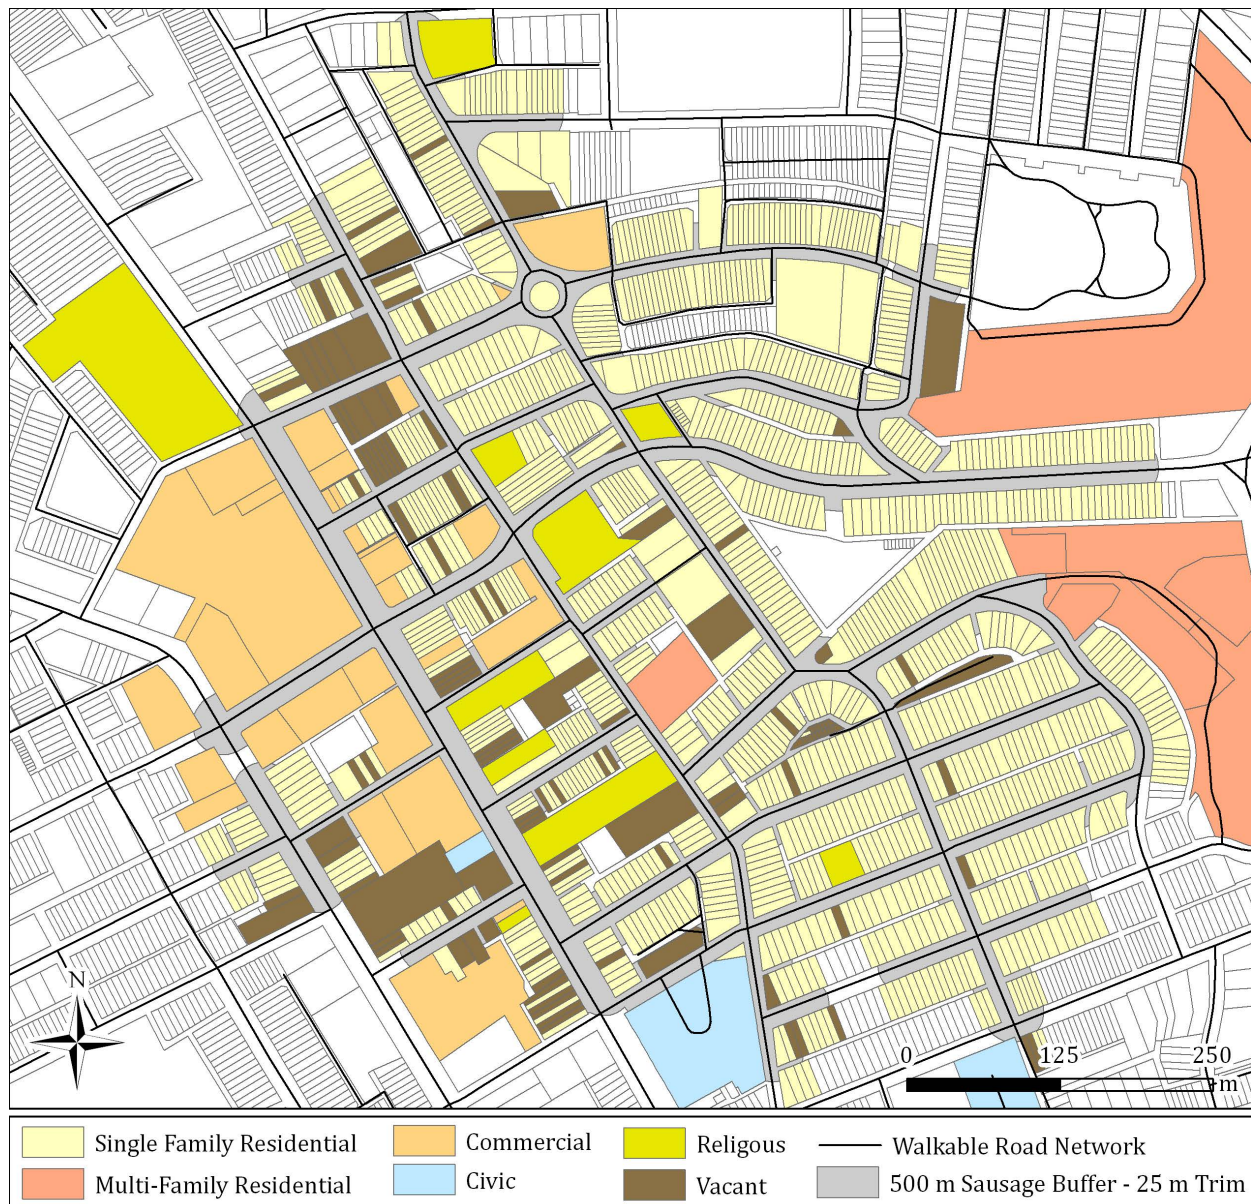 N
0 125 250
m
Single Family Residential
Commercial
Religous
Walkable Road Network
Multi-Family Residential
Civic
Vacant
500 m Sausage Buffer - 25 m Trim